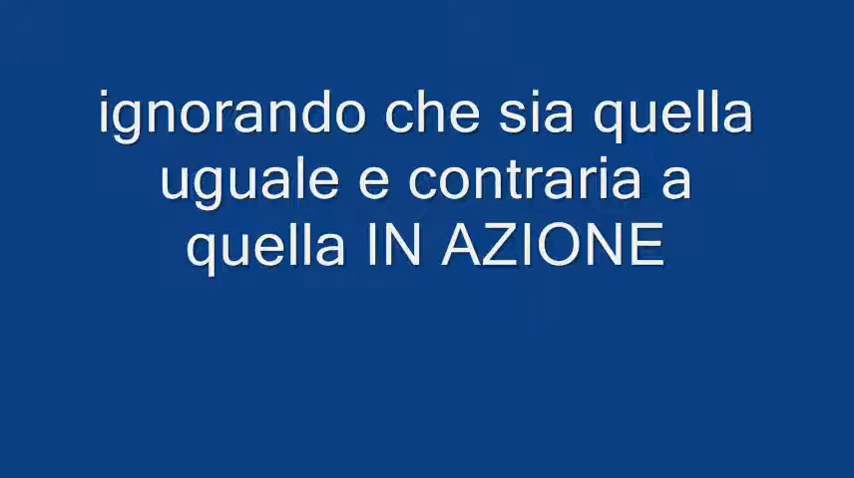 ignorando che sia quella
uguale e contraria a
quella IN AZIONE